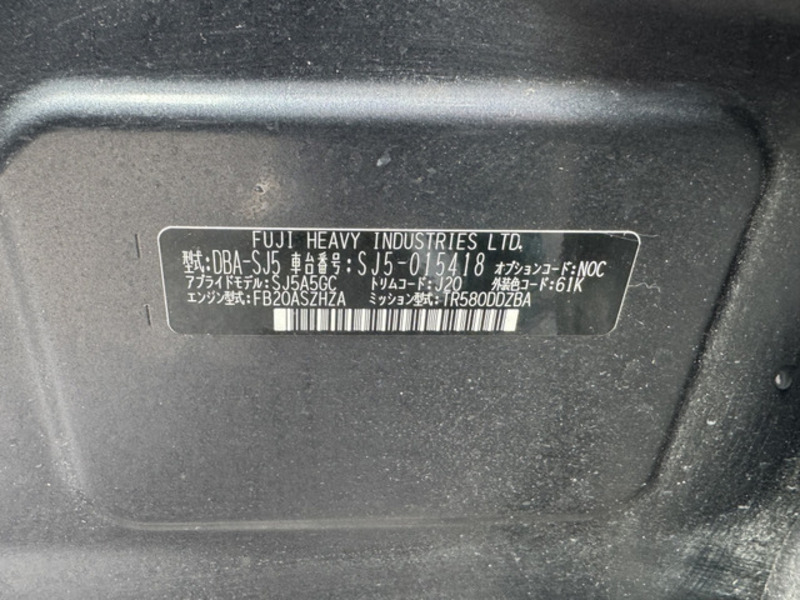 FUJI HEAVY INDUSTRIES LTD.
型式:DBA-SJ5 車台番号:SJ5-015418 オプションコード:NOC
アプライドモデル:SJ5A5GC トリムコード:J20 外装色コード:61K
エンジン型式:FB20ASZHZA ミッション型式:TR580DDZBA